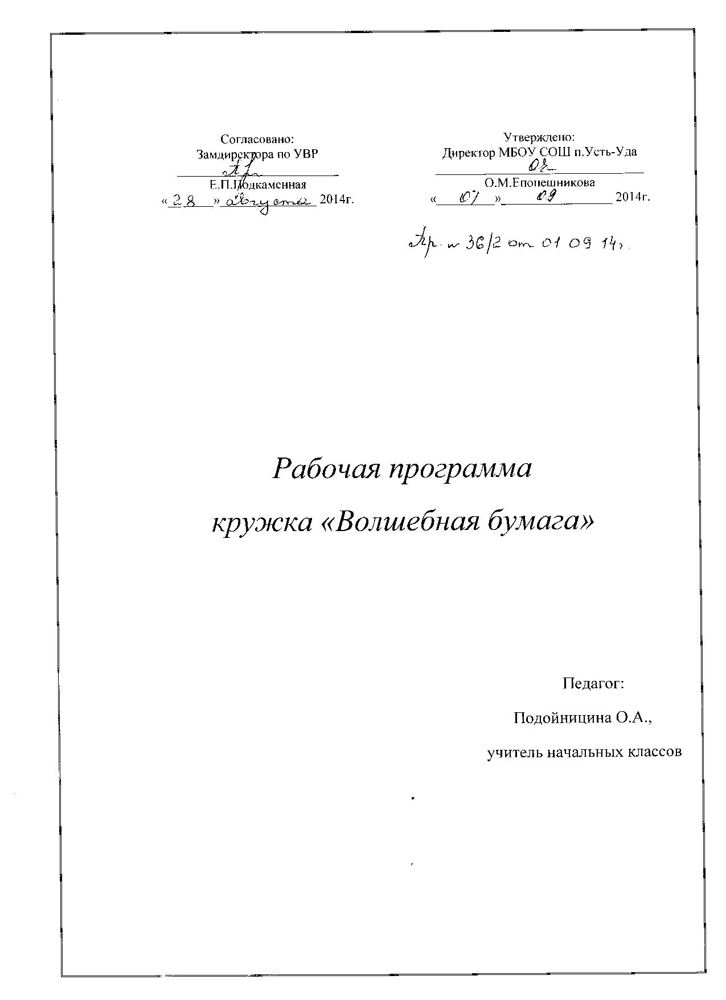 Согласовано:
Замдиректора по УВР
Е.П.Подкаменная
«28» августа 2014г.
Утверждено:
Директор МБОУ СОШ п.Усть-Уда
О.М.Епонешникова
«01» 09 2014г.
Пр. № 36/2 от 01 09 14г.
Рабочая программа
кружка «Волшебная бумага»
Педагог:
Подойницина О.А.,
учитель начальных классов